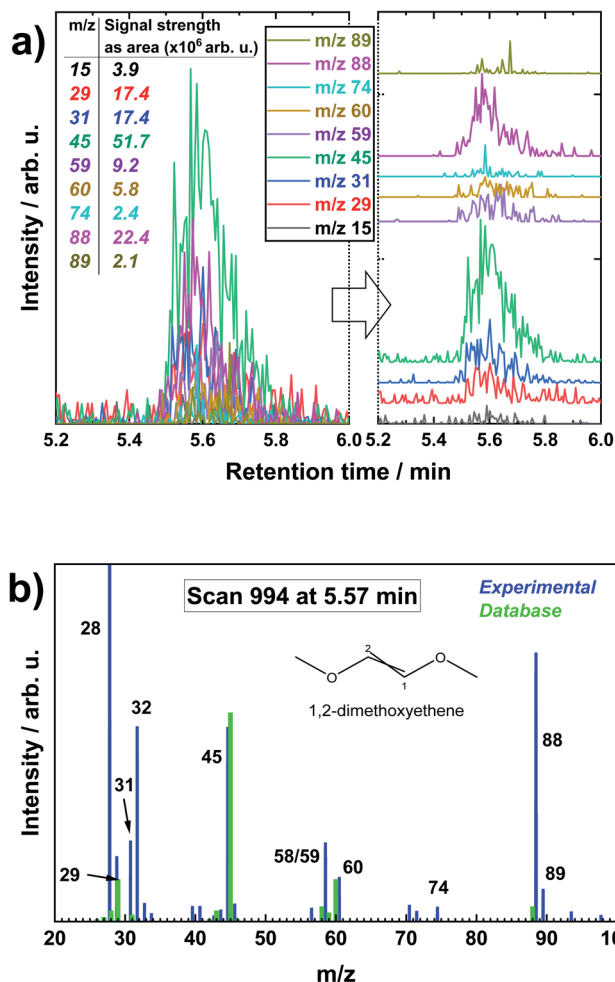 a)
m/z Signal strength
as area (x10⁶ arb. u.)
15 3.9
29 17.4
31 17.4
45 51.7
59 9.2
60 5.8
74 2.4
88 22.4
89 2.1
m/z 89
m/z 88
m/z 74
m/z 60
m/z 59
m/z 45
m/z 31
m/z 29
m/z 15
Intensity / arb. u.
5.2 5.4 5.6 5.8 6.0 5.2 5.4 5.6 5.8 6.0
Retention time / min
b)
Scan 994 at 5.57 min
Experimental
Database
28
32
31
29
45
58/59
60
74
88
89
O
2
1
O
1,2-dimethoxyethene
Intensity / arb. u.
20 30 40 50 60 70 80 90
m/z